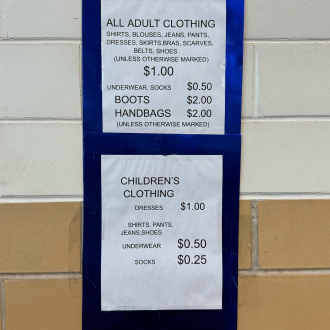 ALL ADULT CLOTHING
SHIRTS, BLOUSES, JEANS, PANTS,
DRESSES, SKIRTS,BRAS, SCARVES,
BELTS, SHOES
(UNLESS OTHERWISE MARKED)
$1.00
UNDERWEAR, SOCKS $0.50
BOOTS $2.00
HANDBAGS $2.00
(UNLESS OTHERWISE MARKED)
CHILDREN'S
CLOTHING
DRESSES $1.00
SHIRTS, PANTS,
JEANS,SHOES
UNDERWEAR $0.50
SOCKS $0.25